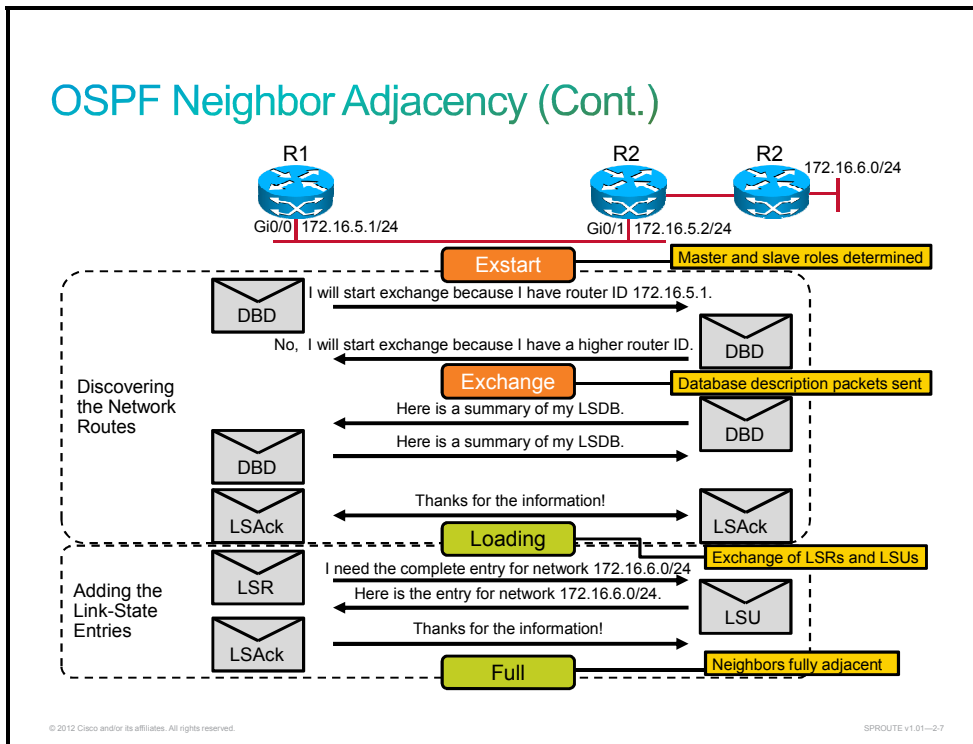 OSPF Neighbor Adjacency (Cont.)
R1
R2
R2
172.16.6.0/24
Gi0/0
172.16.5.1/24
Gi0/1
172.16.5.2/24
Exstart
Master and slave roles determined
I will start exchange because I have router ID 172.16.5.1.
DBD
No, I will start exchange because I have a higher router ID.
DBD
Discovering
the Network
Routes
Exchange
Database description packets sent
Here is a summary of my LSDB.
DBD
Here is a summary of my LSDB.
DBD
Thanks for the information!
LSAck
LSAck
Loading
Exchange of LSRs and LSUs
I need the complete entry for network 172.16.6.0/24
LSR
Adding the
Link-State
Entries
Here is the entry for network 172.16.6.0/24.
LSU
Thanks for the information!
LSAck
Full
Neighbors fully adjacent
© 2012 Cisco and/or its affiliates. All rights reserved.
SPROUTE v1.01—2-7